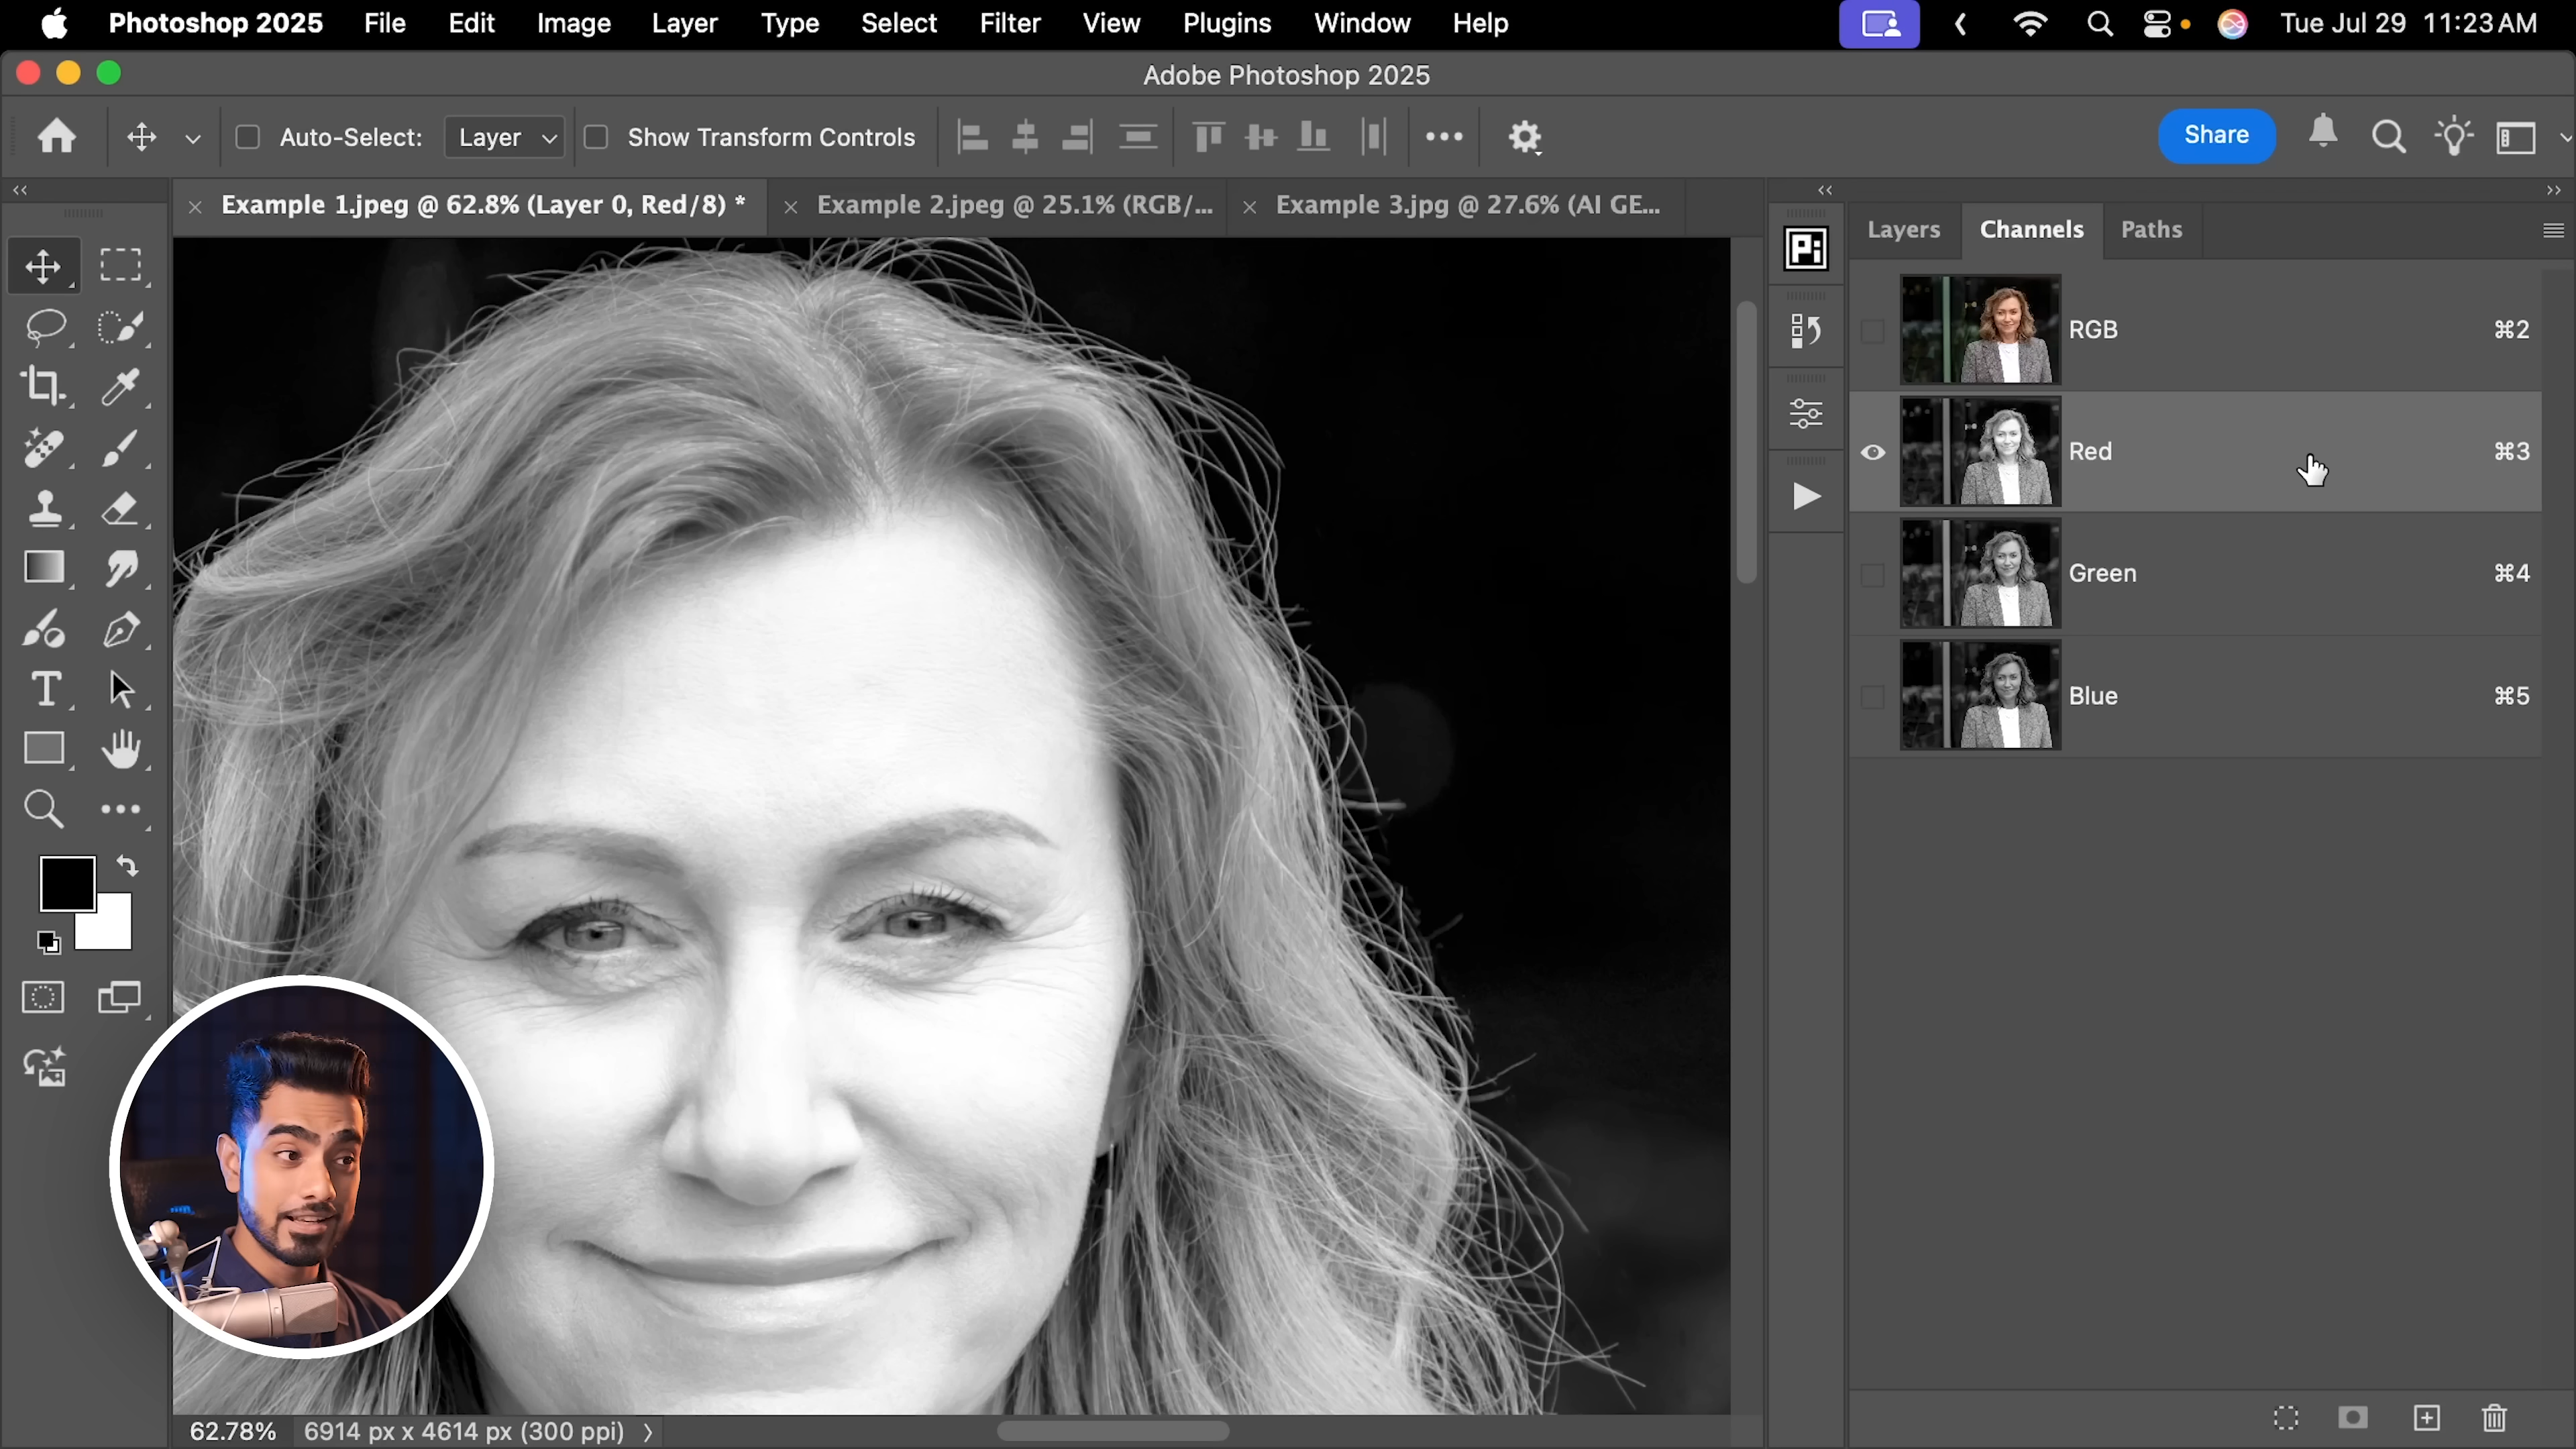 Photoshop 2025 File Edit Image Layer Type Select Filter View Plugins Window Help Tue Jul 29 11:23 AM
Adobe Photoshop 2025
Auto-Select: Layer Show Transform Controls Share
Example 1.jpeg @ 62.8% (Layer 0, Red/8) * Example 2.jpeg @ 25.1% (RGB/... Example 3.jpg @ 27.6% (AI GE...
Pi
Layers Channels Paths
RGB ⌘2
Red ⌘3
Green ⌘4
Blue ⌘5
62.78% 6914 px x 4614 px (300 ppi)